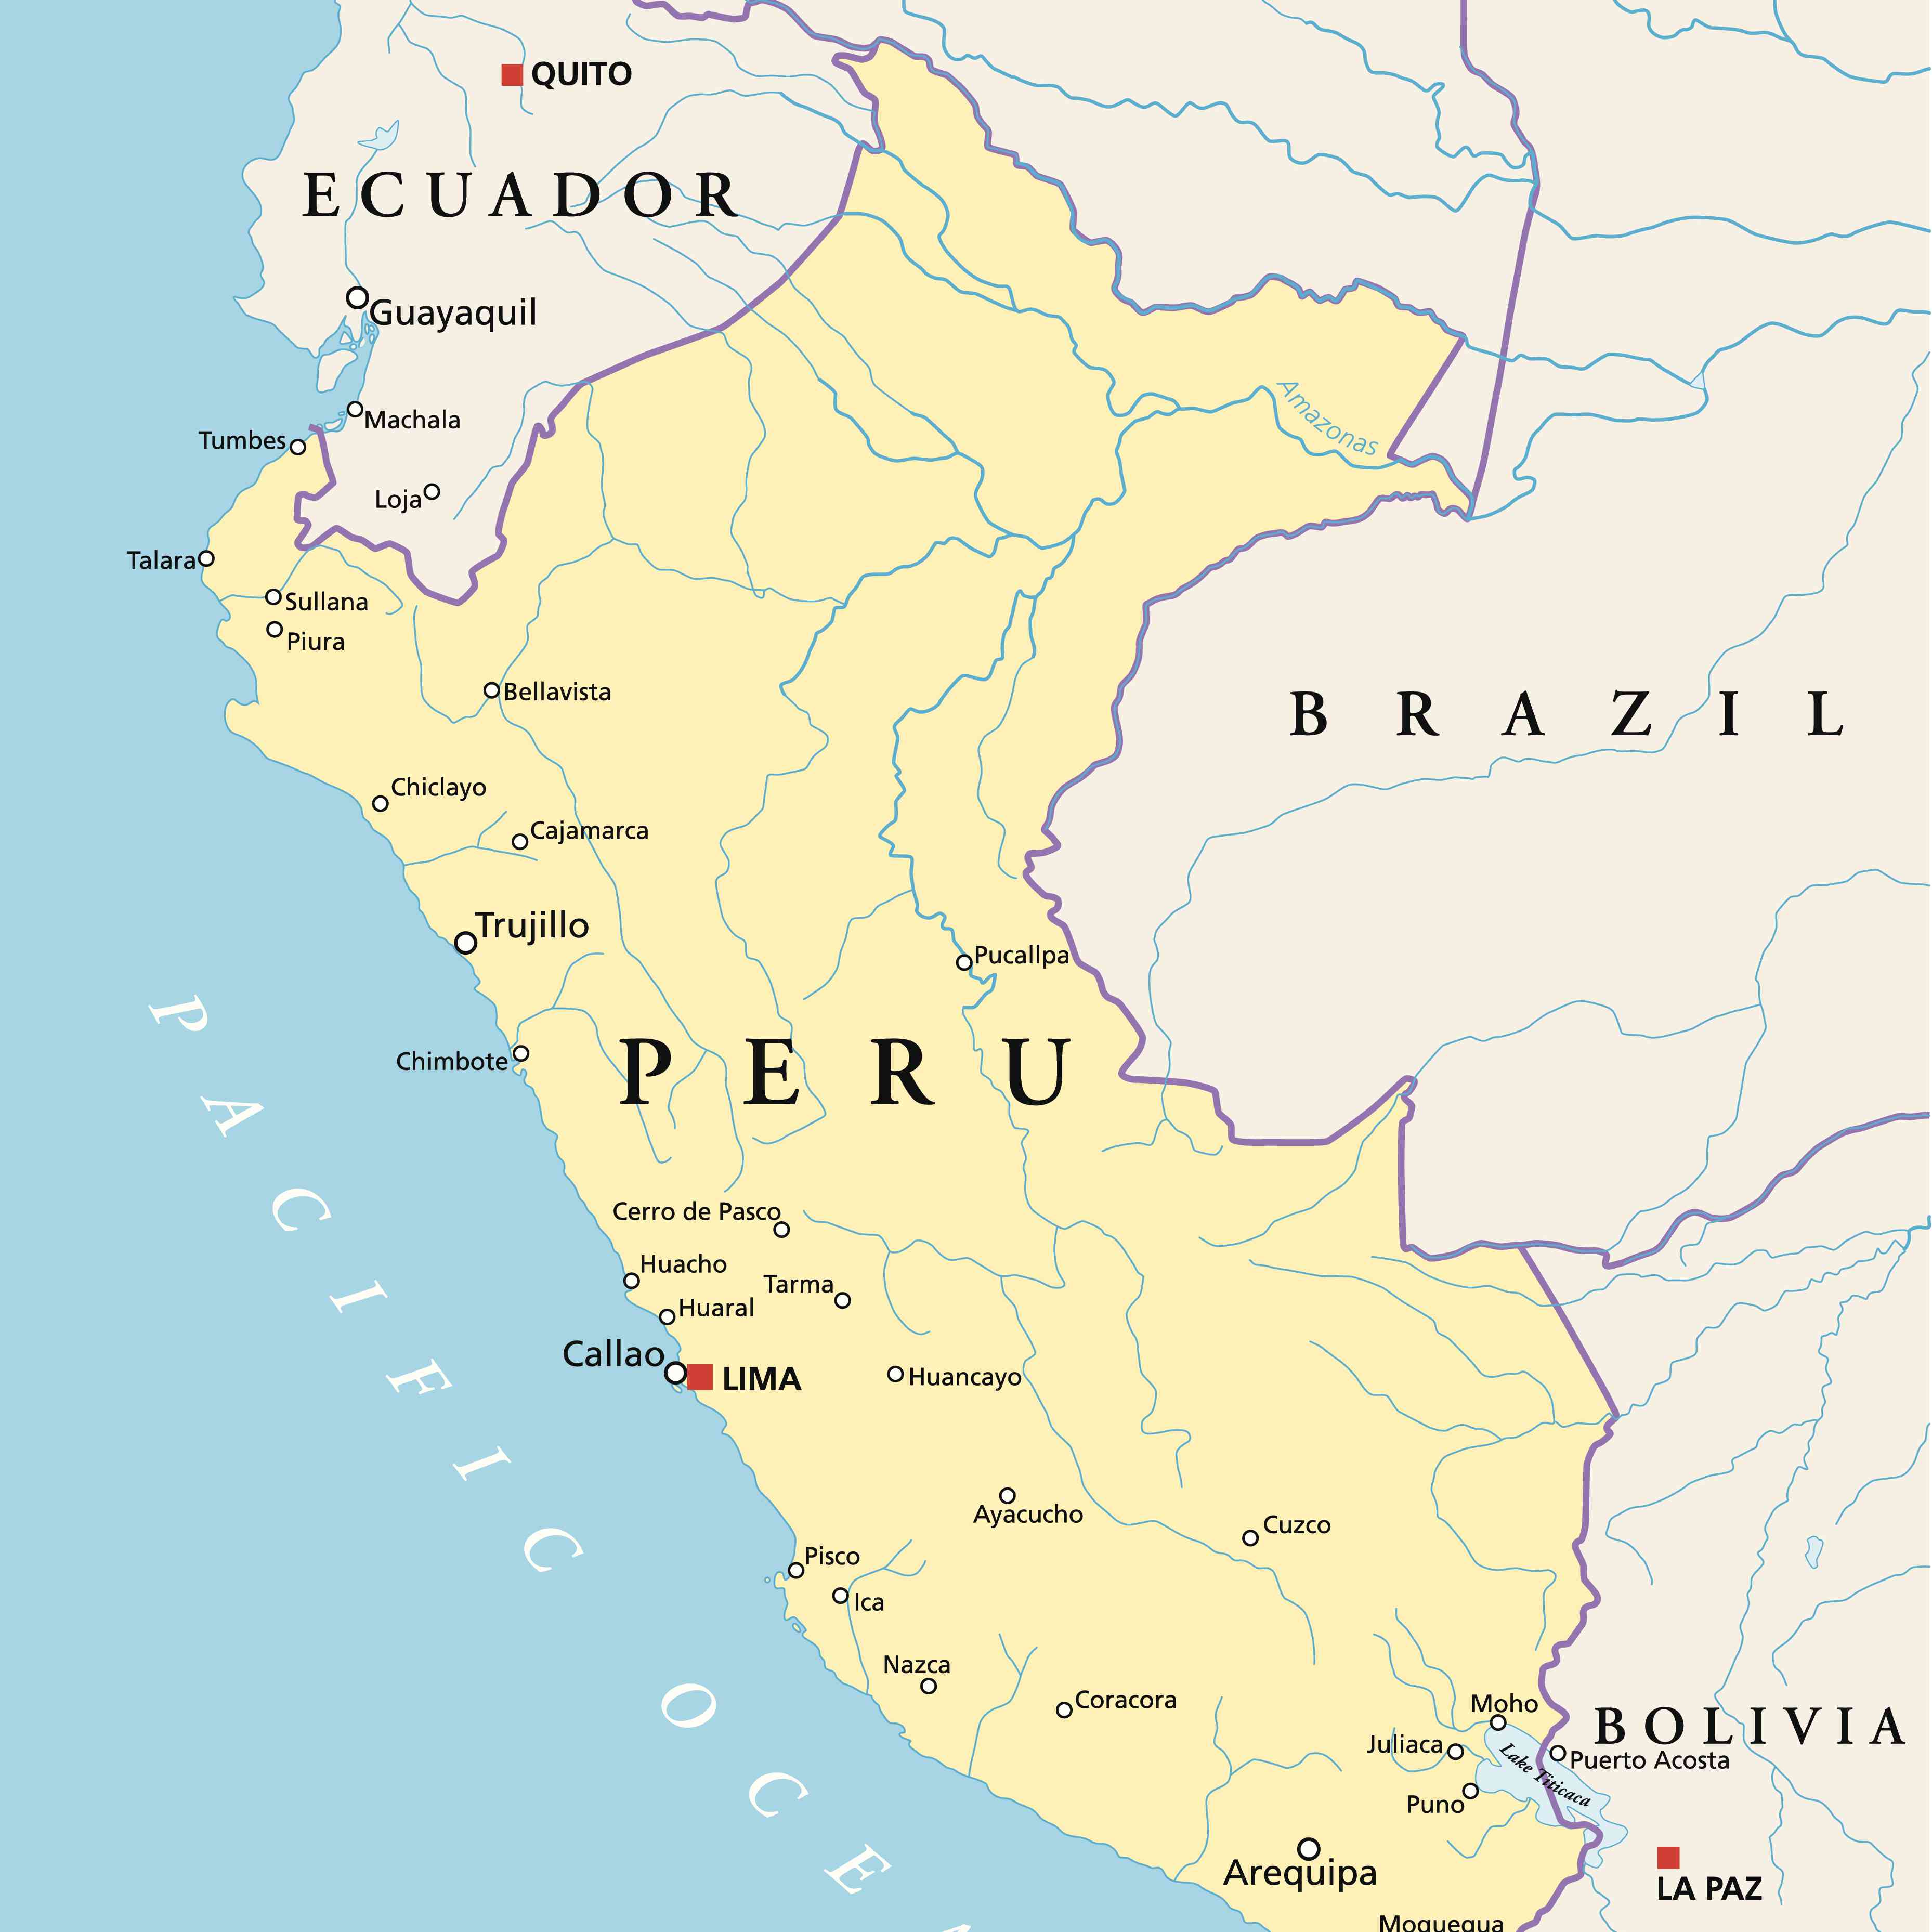 QUITO
ECUADOR
Guayaquil
Machala
Tumbes
Loja
Amazonas
Talara
Sullana
Piura
Bellavista
BRAZIL
Chiclayo
Cajamarca
Trujillo
Pucallpa
Chimbote
PERU
PACIFIC OCEA
Cerro de Pasco
Huacho
Tarma
Huaral
Callao
LIMA
Huancayo
Ayacucho
Cuzco
Pisco
Ica
Nazca
Coracora
Moho
BOLIVIA
Juliaca
Lake Titicaca
Puerto Acosta
Puno
Arequipa
LA PAZ
Moquegua